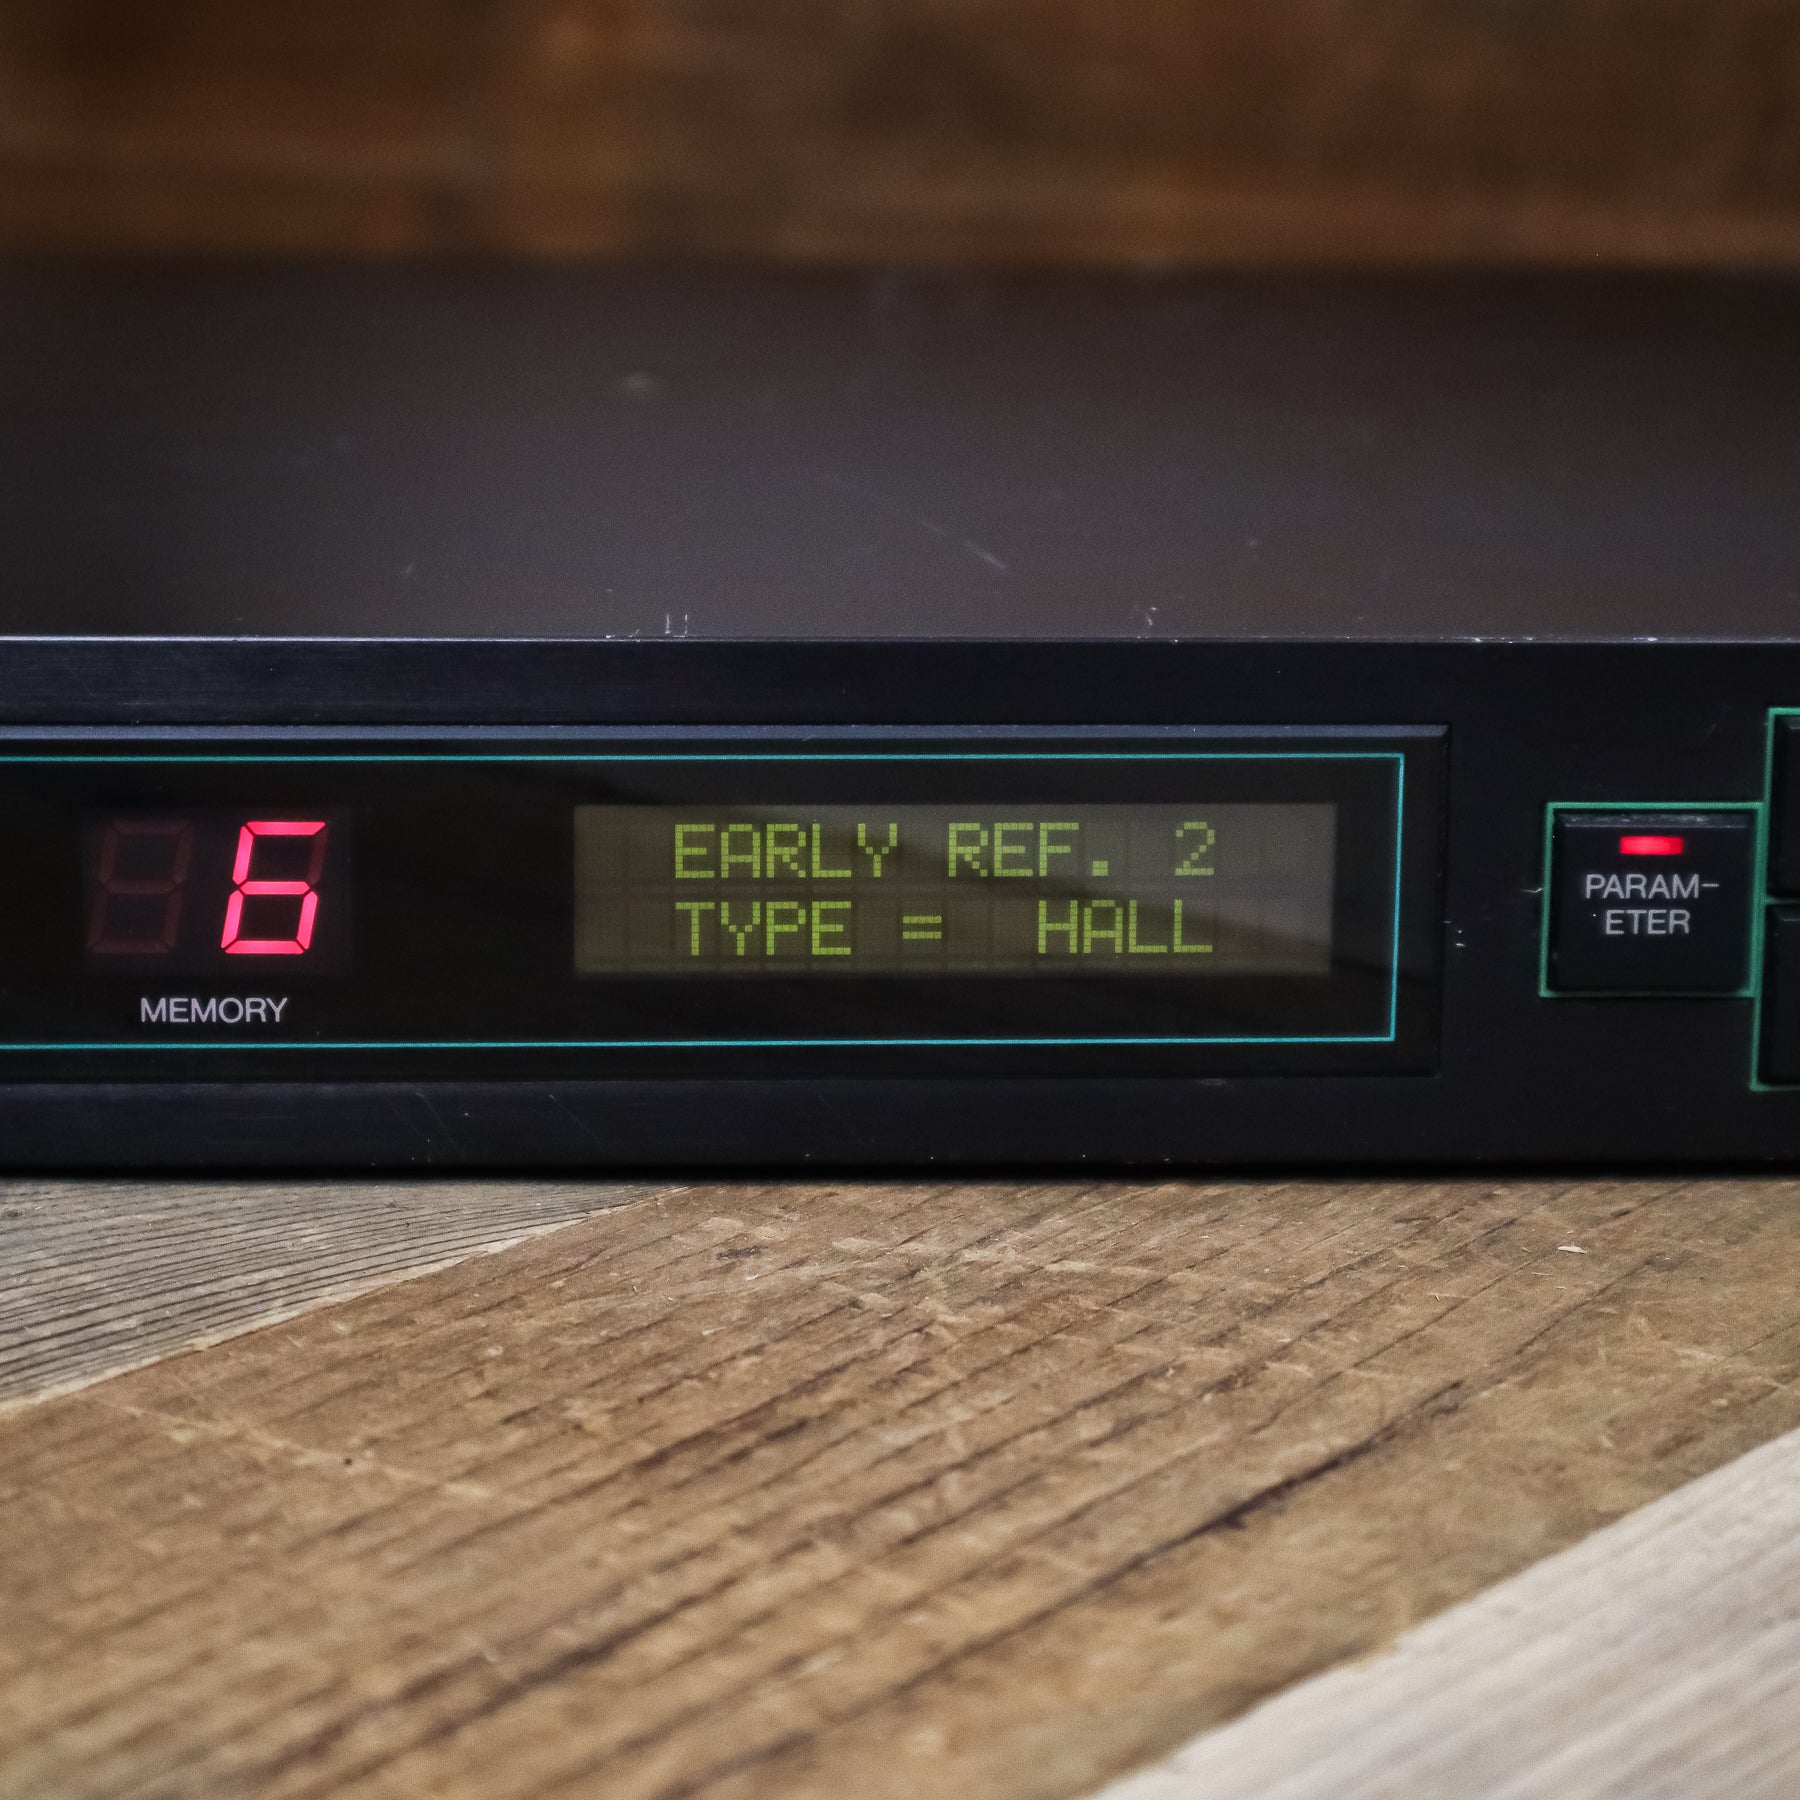 6
MEMORY
EARLY REF. 2
TYPE = HALL
PARAM-
ETER